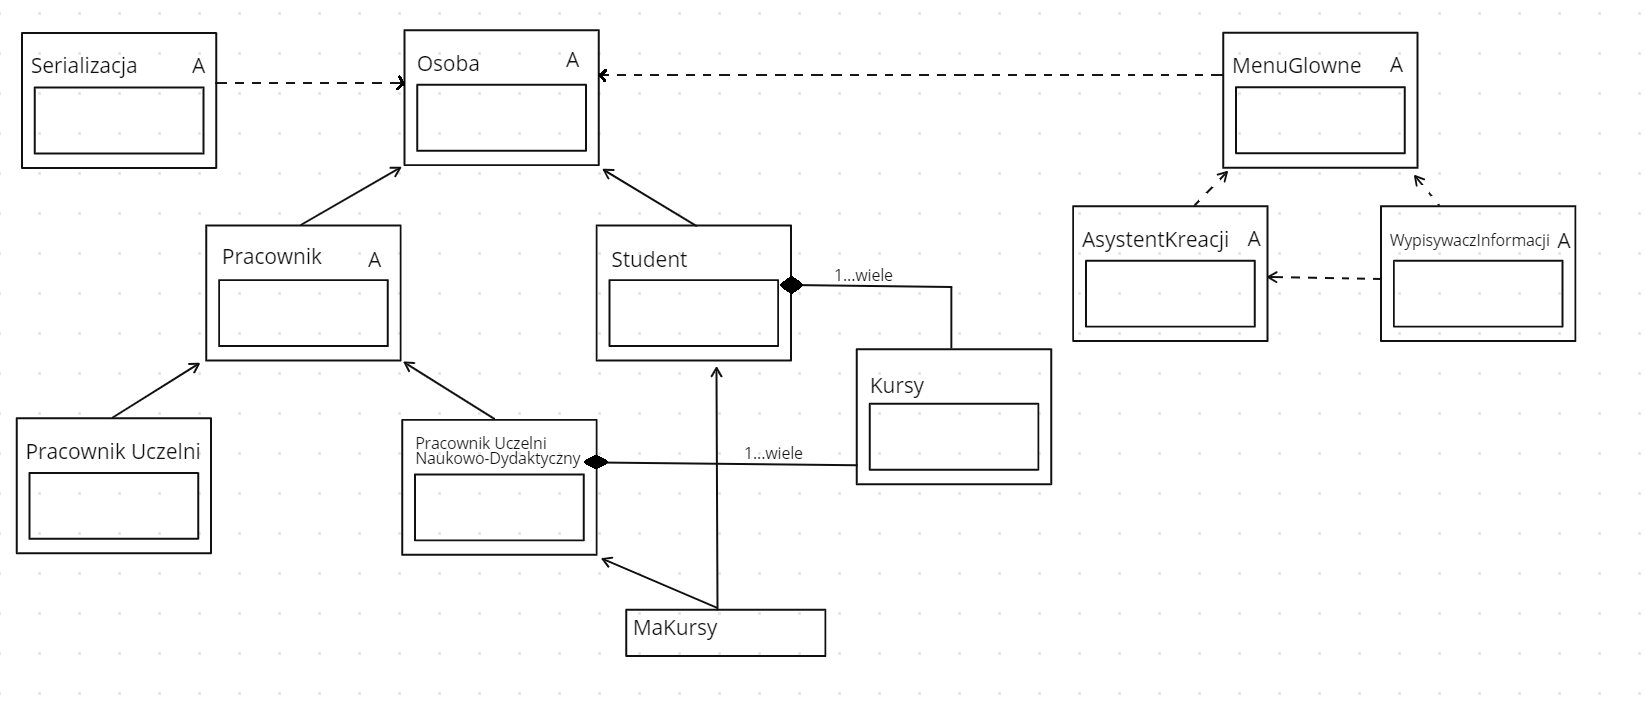 Serializacja A
Osoba A
MenuGlowne A
Pracownik A
Student
1...wiele
AsystentKreacji A
WypisywaczInformacji A
Kursy
Pracownik Uczelni
Pracownik Uczelni
Naukowo-Dydaktyczny
1...wiele
MaKursy